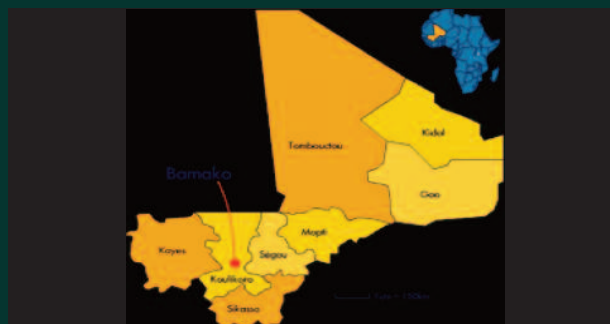 Kidal
Tombouctou
Gao
Bamako
Mopti
Kayes
Ségou
Koulikoro
Sikasso